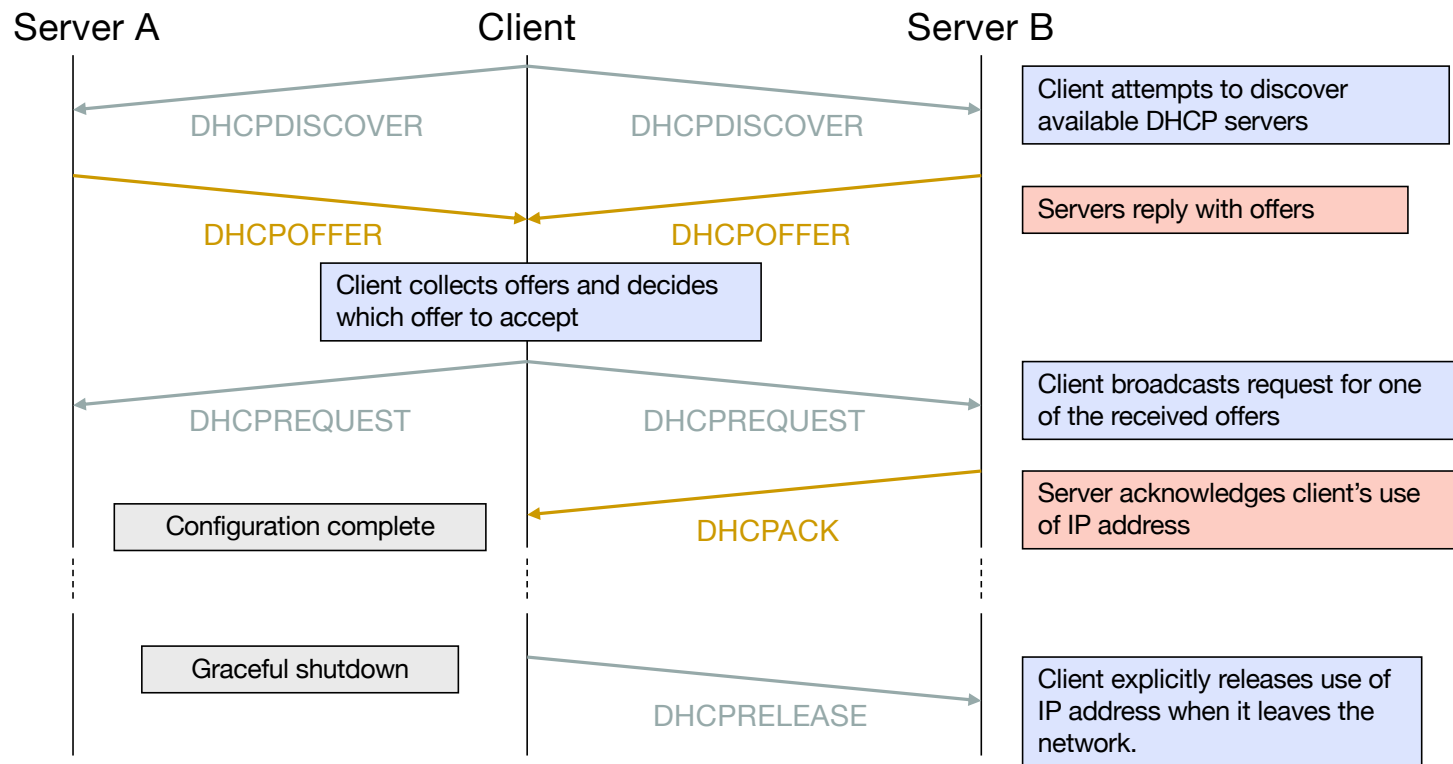 Server A
Client
Server B
Client attempts to discover
available DHCP servers
DHCPDISCOVER
DHCPDISCOVER
Servers reply with offers
DHCPOFFER
DHCPOFFER
Client collects offers and decides
which offer to accept
Client broadcasts request for one
of the received offers
DHCPREQUEST
DHCPREQUEST
Server acknowledges client’s use
of IP address
Configuration complete
DHCPACK
Graceful shutdown
Client explicitly releases use of
IP address when it leaves the
network.
DHCPRELEASE